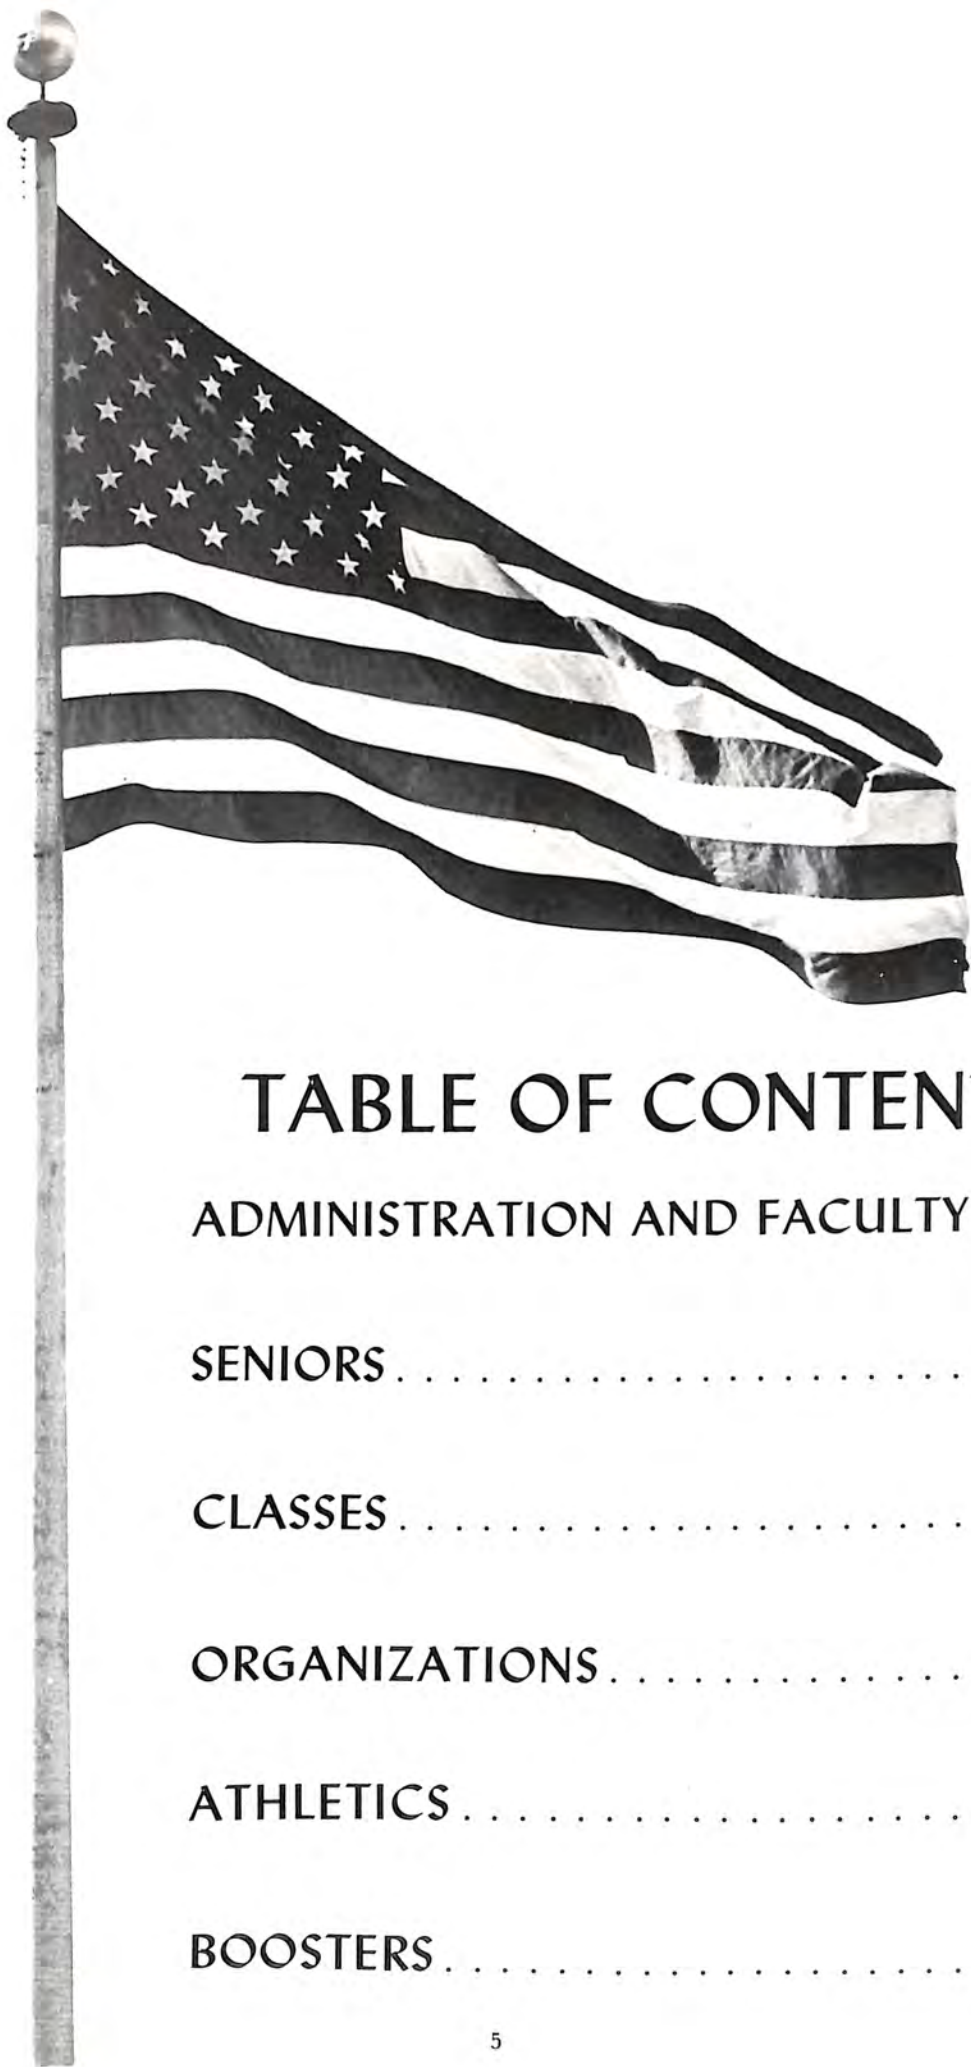 TABLE OF CONTEN
ADMINISTRATION AND FACULTY
SENIORS.....................
CLASSES.....................
ORGANIZATIONS.............
ATHLETICS..................
BOOSTERS...................
5